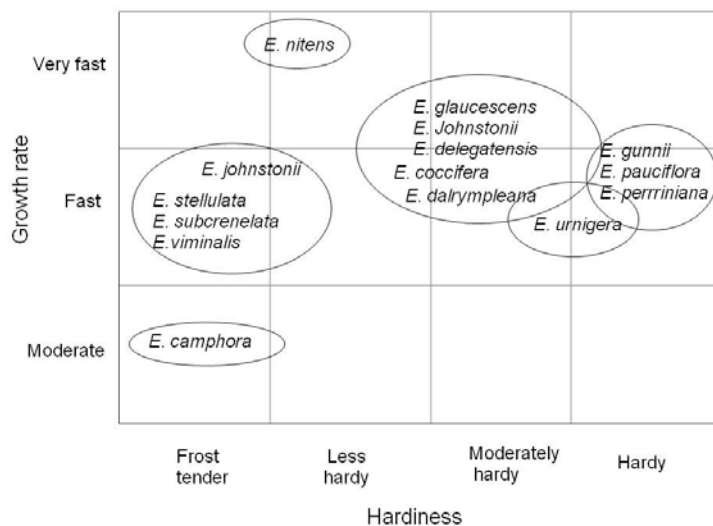 Growth rate
Very fast
Fast
Moderate
E. nitens
E. glaucescens
E. Johnstonii
E. delegatensis
E. coccifera
E. dalrympleana
E. gunnii
E. pauciflora
E. perrriniana
E. urnigera
E. johnstonii
E. stellulata
E. subcrenelata
E.viminalis
E. camphora
Frost
tender
Less
hardy
Moderately
hardy
Hardy
Hardiness